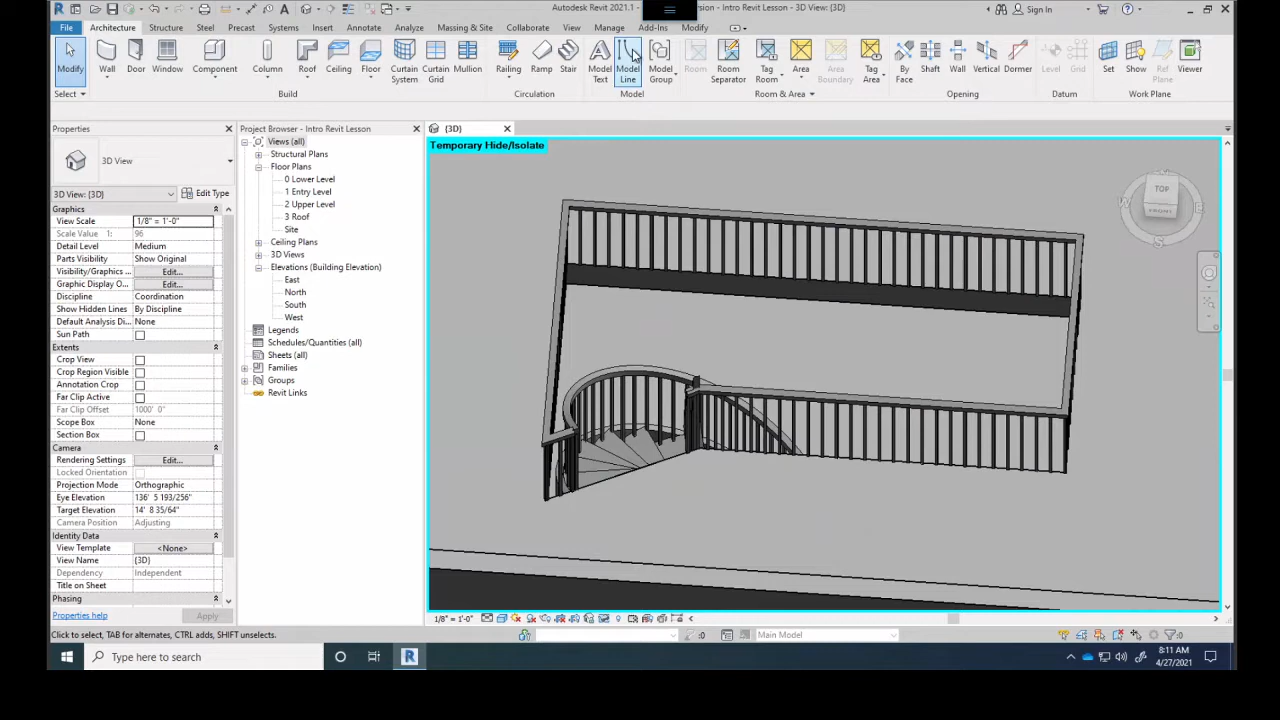 Autodesk Revit 2021.1 - sion - Intro Revit Lesson - 3D View: {3D}
Sign In
File Architecture Structure Steel Precast Systems Insert Annotate Analyze Massing & Site Collaborate View Manage Add-Ins Modify
Modify Wall Door Window Component Column Roof Ceiling Floor Curtain System Curtain Grid Mullion Railing Ramp Stair Model Text Model Line Model Group Room Room Separator Tag Room Area Area Boundary Tag Area By Face Shaft Wall Vertical Dormer Level Grid Set Show Ref Plane Viewer
Select Build Circulation Model Room & Area Opening Datum Work Plane
Properties
3D View
3D View: {3D} Edit Type
Graphics
View Scale 1/8" = 1'-0"
Scale Value 1: 96
Detail Level Medium
Parts Visibility Show Original
Visibility/Graphics ... Edit...
Graphic Display O... Edit...
Discipline Coordination
Show Hidden Lines By Discipline
Default Analysis Di... None
Sun Path
Extents
Crop View
Crop Region Visible
Annotation Crop
Far Clip Active
Far Clip Offset 1000' 0"
Scope Box None
Section Box
Camera
Rendering Settings Edit...
Locked Orientation
Projection Mode Orthographic
Eye Elevation 136' 5 193/256"
Target Elevation 14' 8 35/64"
Camera Position Adjusting
Identity Data
View Template <None>
View Name {3D}
Dependency Independent
Title on Sheet
Phasing
Properties help Apply
Project Browser - Intro Revit Lesson
Views (all)
Structural Plans
Floor Plans
0 Lower Level
1 Entry Level
2 Upper Level
3 Roof
Site
Ceiling Plans
3D Views
Elevations (Building Elevation)
East
North
South
West
Legends
Schedules/Quantities (all)
Sheets (all)
Families
Groups
Revit Links
{3D}
Temporary Hide/Isolate
TOP
W
E
S
1/8" = 1'-0"
Click to select, TAB for alternates, CTRL adds, SHIFT unselects.
:0 Main Model :0
Type here to search
8:11 AM
4/27/2021